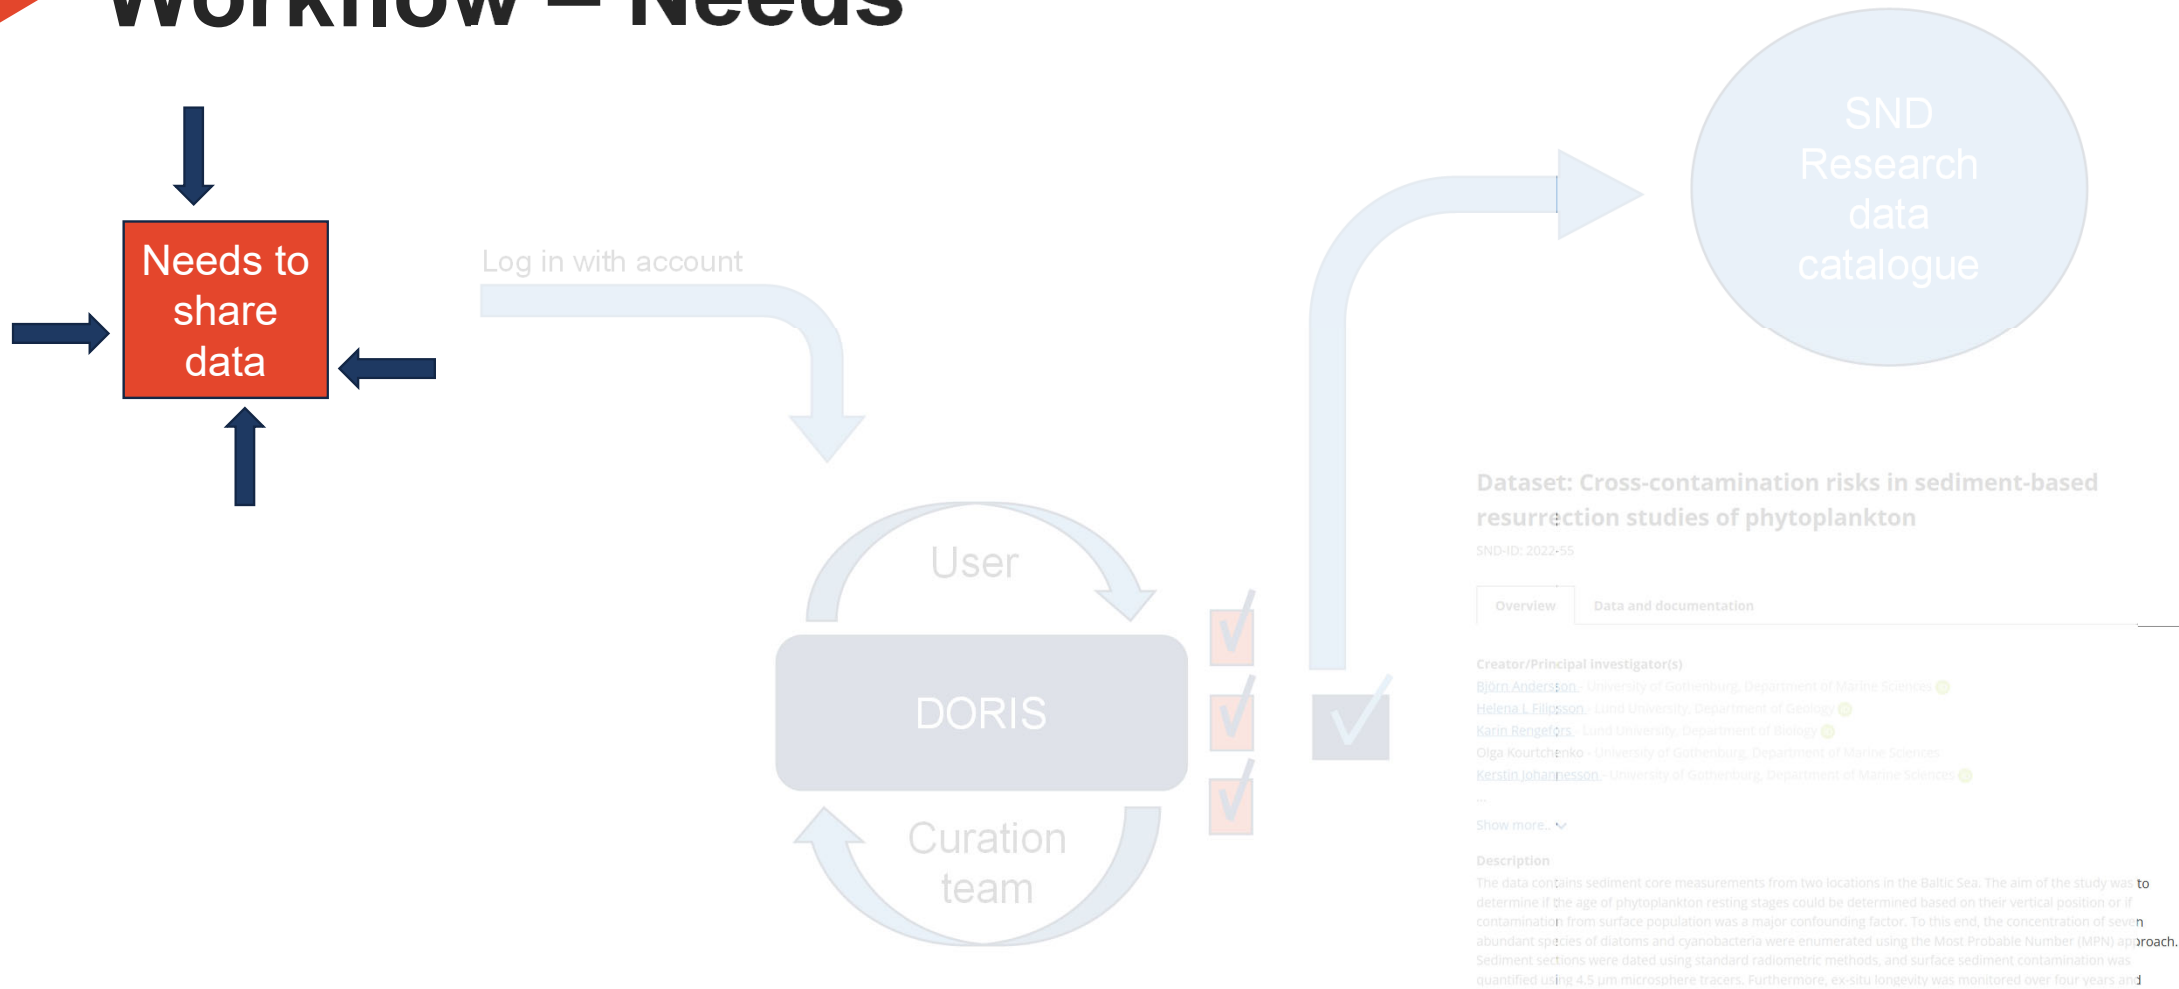 Workflow – Needs
SND
Research
data
catalogue
Needs to
share
data
Log in with account
User
DORIS
Curation
team
Dataset: Cross-contamination risks in sediment-based
resurrection studies of phytoplankton
SND-ID: 2022-55
Overview Data and documentation
Creator/Principal investigator(s)
Björn Andersson - University of Gothenburg, Department of Marine Sciences
Helena L Filipsson - Lund University, Department of Geology
Karin Rengefors - Lund University, Department of Biology
Olga Kourtchenko - University of Gothenburg, Department of Marine Sciences
Kerstin Johannesson - University of Gothenburg, Department of Marine Sciences
...
Show more..
Description
The data contains sediment core measurements from two locations in the Baltic Sea. The aim of the study was to
determine if the age of phytoplankton resting stages could be determined based on their vertical position or if
contamination from surface population was a major confounding factor. To this end, the concentration of seven
abundant species of diatoms and cyanobacteria were enumerated using the Most Probable Number (MPN) approach.
Sediment sections were dated using standard radiometric methods, and surface sediment contamination was
quantified using 4.5 µm microsphere tracers. Furthermore, ex-situ longevity was monitored over four years and